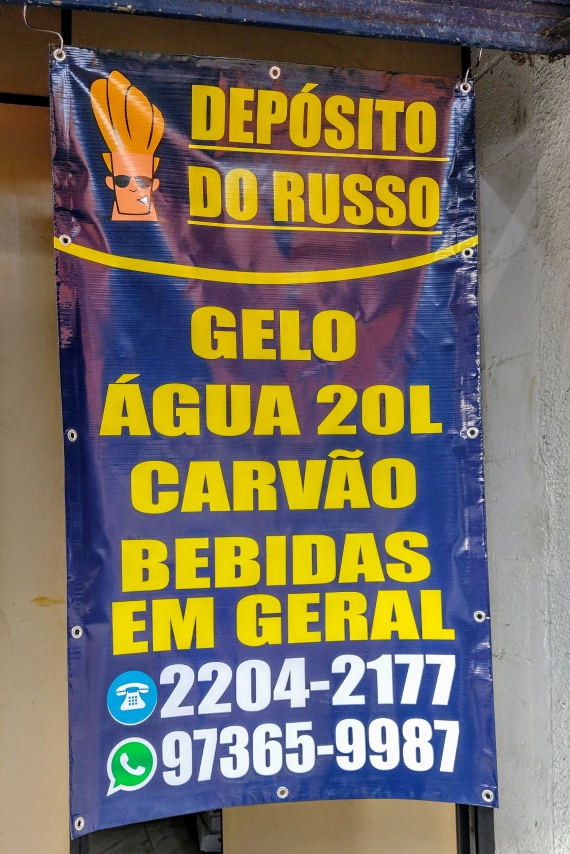 DEPÓSITO
DO RUSSO
GELO
ÁGUA 20L
CARVÃO
BEBIDAS
EM GERAL
2204-2177
97365-9987